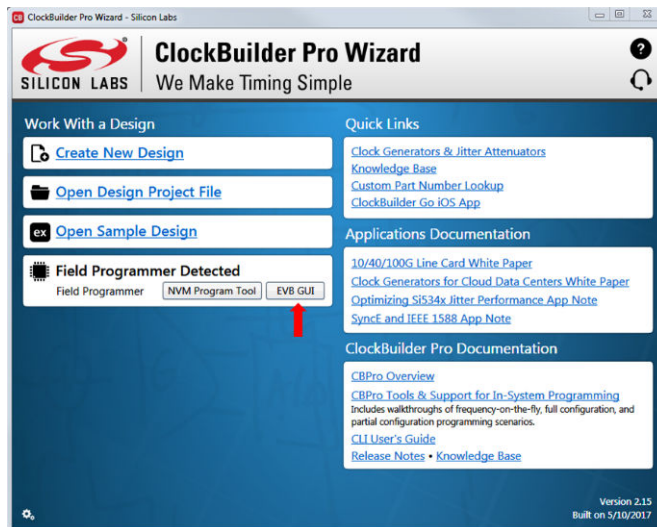 CB ClockBuilder Pro Wizard - Silicon Labs
SILICON LABS
ClockBuilder Pro Wizard
We Make Timing Simple
?
Work With a Design
Create New Design
Open Design Project File
ex Open Sample Design
Field Programmer Detected
Field Programmer NVM Program Tool EVB GUI
Quick Links
Clock Generators & Jitter Attenuators
Knowledge Base
Custom Part Number Lookup
ClockBuilder Go iOS App
Applications Documentation
10/40/100G Line Card White Paper
Clock Generators for Cloud Data Centers White Paper
Optimizing Si534x Jitter Performance App Note
SyncE and IEEE 1588 App Note
ClockBuilder Pro Documentation
CBPro Overview
CBPro Tools & Support for In-System Programming
Includes walkthroughs of frequency-on-the-fly, full configuration, and
partial configuration programming scenarios.
CLI User's Guide
Release Notes • Knowledge Base
Version 2.15
Built on 5/10/2017